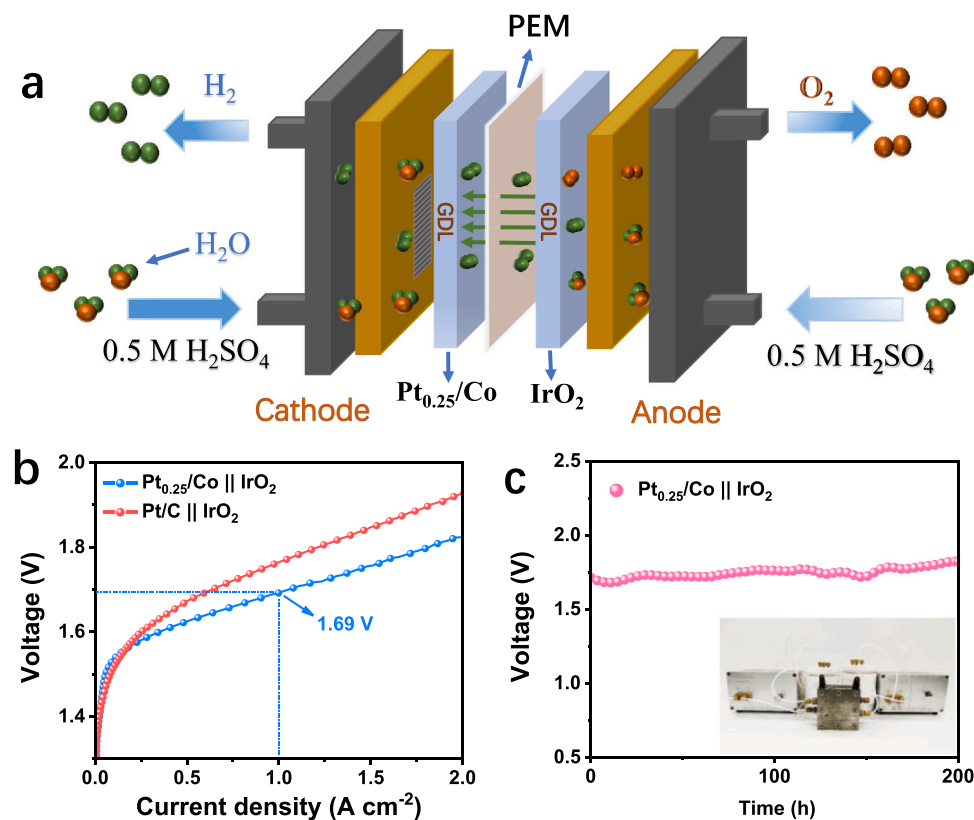 a
PEM
H₂
O₂
H₂O
GDL
GDL
0.5 M H₂SO₄
0.5 M H₂SO₄
Pt₀.₂₅/Co
IrO₂
Cathode
Anode
b
Pt₀.₂₅/Co || IrO₂
Pt/C || IrO₂
1.69 V
2.0
1.8
1.6
1.4
Voltage (V)
0.0
0.5
1.0
1.5
2.0
Current density (A cm⁻²)
c
Pt₀.₂₅/Co || IrO₂
2.5
2.0
1.5
1.0
0.5
Voltage (V)
0
100
200
Time (h)